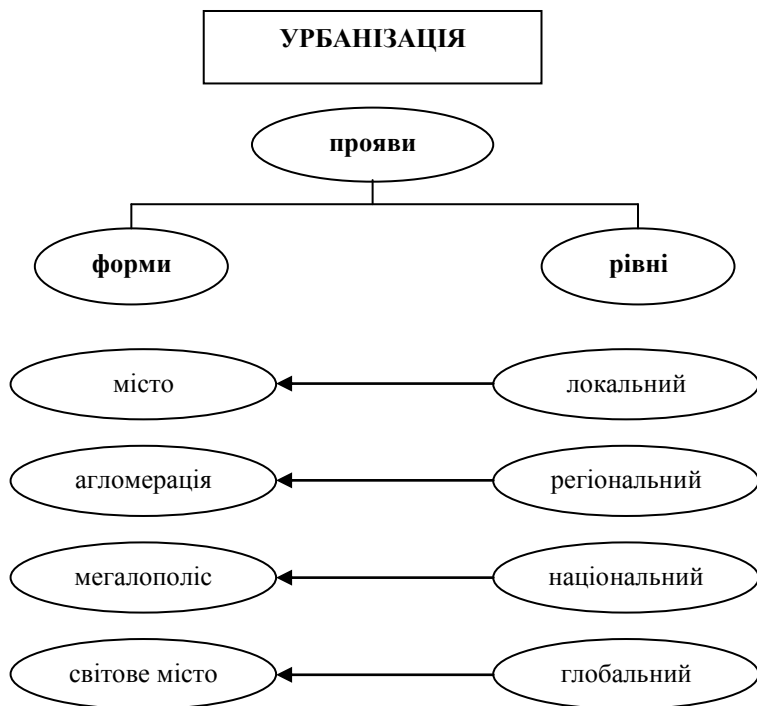 УРБАНІЗАЦІЯ
прояви
форми
рівні
місто
локальний
агломерація
регіональний
мегалополіс
національний
світове місто
глобальний